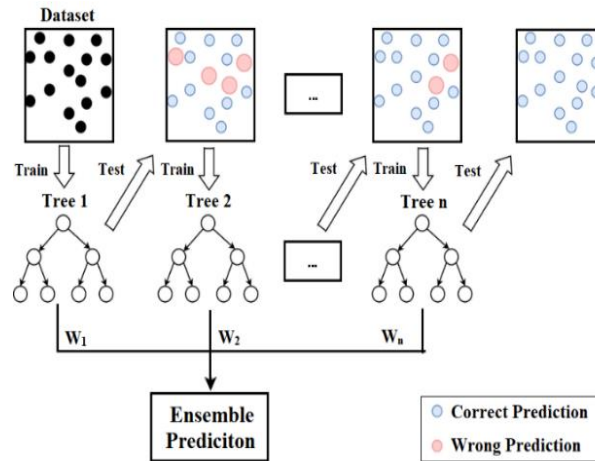 Dataset
...
Train
Test
Train
Test
Train
Test
Tree 1
Tree 2
Tree n
...
W1
W2
Wn
Ensemble
Prediciton
Correct Prediction
Wrong Prediction